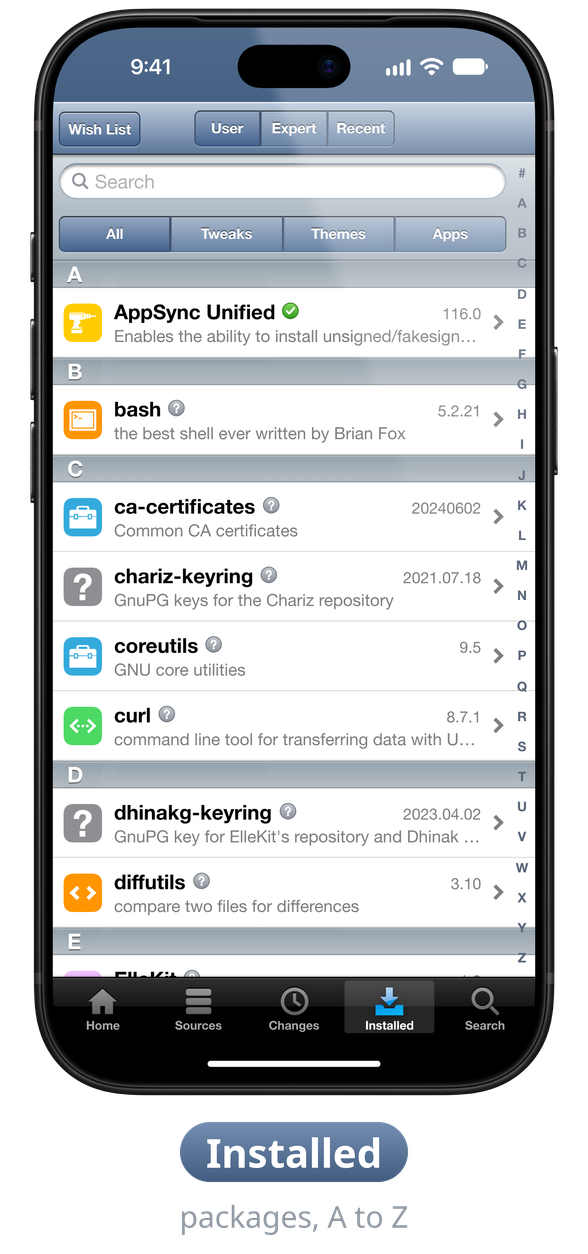 9:41
Wish List
User Expert Recent
Search
#
A
B
C
D
E
F
G
H
I
J
K
L
M
N
O
P
Q
R
S
T
U
V
W
X
Y
Z
All Tweaks Themes Apps
A
AppSync Unified 116.0
Enables the ability to install unsigned/fakesign...
B
bash ? 5.2.21
the best shell ever written by Brian Fox
C
ca-certificates ? 20240602
Common CA certificates
?
chariz-keyring ? 2021.07.18
GnuPG keys for the Chariz repository
coreutils ? 9.5
GNU core utilities
curl ? 8.7.1
command line tool for transferring data with U...
D
?
dhinakg-keyring ? 2023.04.02
GnuPG key for ElleKit's repository and Dhinak ...
diffutils ? 3.10
compare two files for differences
E
ElleKit
Home Sources Changes Installed Search
Installed
packages, A to Z